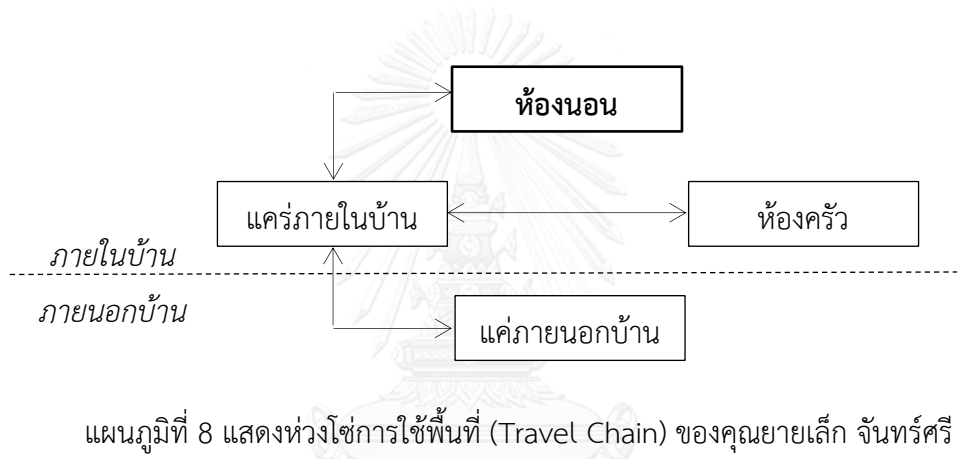 ห้องนอน
แคร่ภายในบ้าน
ห้องครัว
ภายในบ้าน
ภายนอกบ้าน
แค่ภายนอกบ้าน
แผนภูมิที่ 8 แสดงห่วงโซ่การใช้พื้นที่ (Travel Chain) ของคุณยายเล็ก จันทร์ศรี